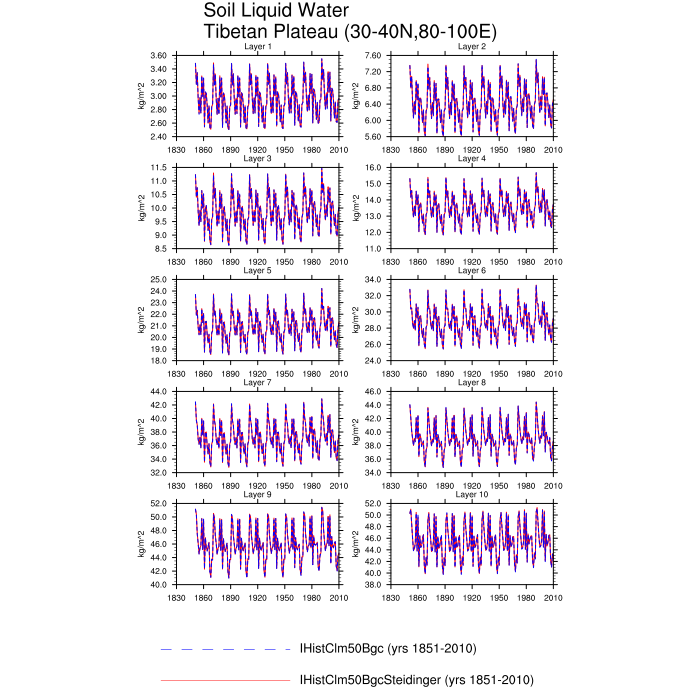 Soil Liquid Water
Tibetan Plateau (30-40N,80-100E)
Layer 1
kg/m^2
3.60
3.40
3.20
3.00
2.80
2.60
2.40
1830 1860 1890 1920 1950 1980 2010
Layer 2
kg/m^2
7.60
7.20
6.80
6.40
6.00
5.60
1830 1860 1890 1920 1950 1980 2010
Layer 3
kg/m^2
11.5
11.0
10.5
10.0
9.5
9.0
8.5
1830 1860 1890 1920 1950 1980 2010
Layer 4
kg/m^2
16.0
15.0
14.0
13.0
12.0
11.0
1830 1860 1890 1920 1950 1980 2010
Layer 5
kg/m^2
25.0
24.0
23.0
22.0
21.0
20.0
19.0
18.0
1830 1860 1890 1920 1950 1980 2010
Layer 6
kg/m^2
34.0
32.0
30.0
28.0
26.0
24.0
1830 1860 1890 1920 1950 1980 2010
Layer 7
kg/m^2
44.0
42.0
40.0
38.0
36.0
34.0
32.0
1830 1860 1890 1920 1950 1980 2010
Layer 8
kg/m^2
46.0
44.0
42.0
40.0
38.0
36.0
34.0
1830 1860 1890 1920 1950 1980 2010
Layer 9
kg/m^2
52.0
50.0
48.0
46.0
44.0
42.0
40.0
1830 1860 1890 1920 1950 1980 2010
Layer 10
kg/m^2
52.0
50.0
48.0
46.0
44.0
42.0
40.0
38.0
1830 1860 1890 1920 1950 1980 2010
IHistClm50Bgc (yrs 1851-2010)
IHistClm50BgcSteidinger (yrs 1851-2010)